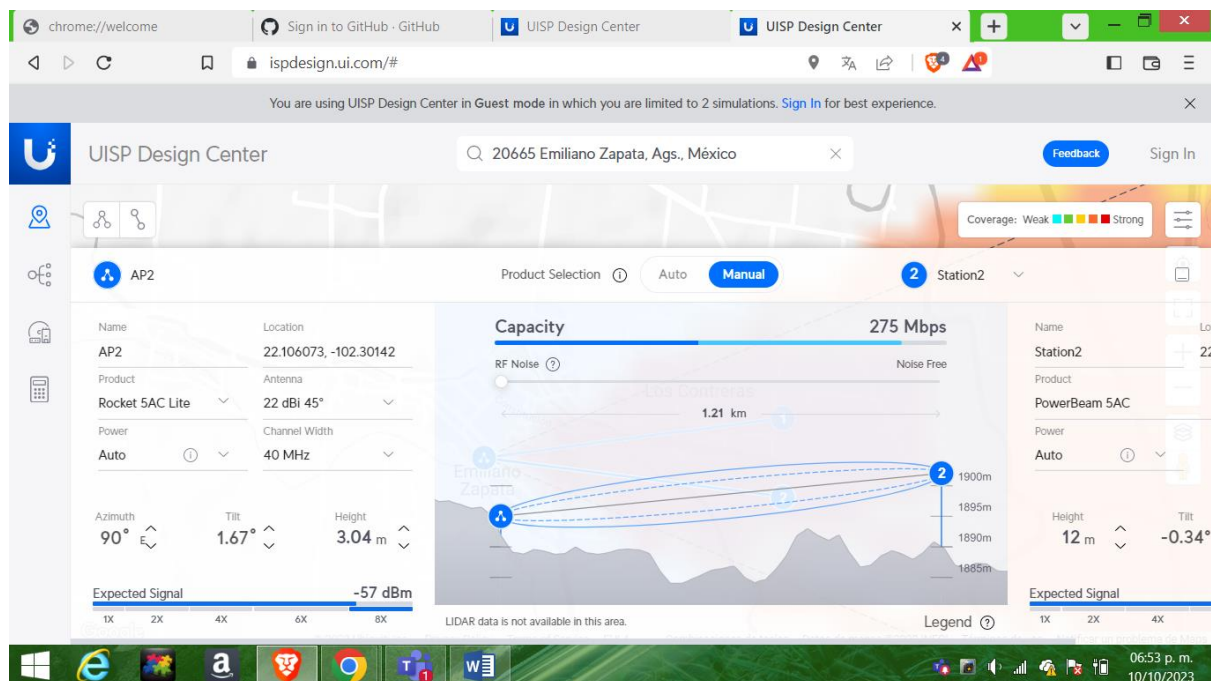 chrome://welcome
Sign in to GitHub · GitHub
UISP Design Center
UISP Design Center
ispdesign.ui.com/#
You are using UISP Design Center in Guest mode in which you are limited to 2 simulations. Sign In for best experience.
UISP Design Center
20665 Emiliano Zapata, Ags., México
Feedback
Sign In
Coverage: Weak Strong
AP2
Product Selection
Auto
Manual
2 Station2
Name
AP2
Location
22.106073, -102.30142
Product
Rocket 5AC Lite
Antenna
22 dBi 45°
Power
Auto
Channel Width
40 MHz
Azimuth
90° E
Tilt
1.67°
Height
3.04 m
Expected Signal -57 dBm
1X 2X 4X 6X 8X
Capacity 275 Mbps
RF Noise
Noise Free
Los Contreras
1.21 km
1
Emiliano
Zapata
2
2
1900m
1895m
1890m
1885m
LIDAR data is not available in this area.
Legend
Name
Station2
Lo
22
Product
PowerBeam 5AC
Power
Auto
Height
12 m
Tilt
-0.34°
Expected Signal
1X 2X 4X
06:53 p. m.
10/10/2023